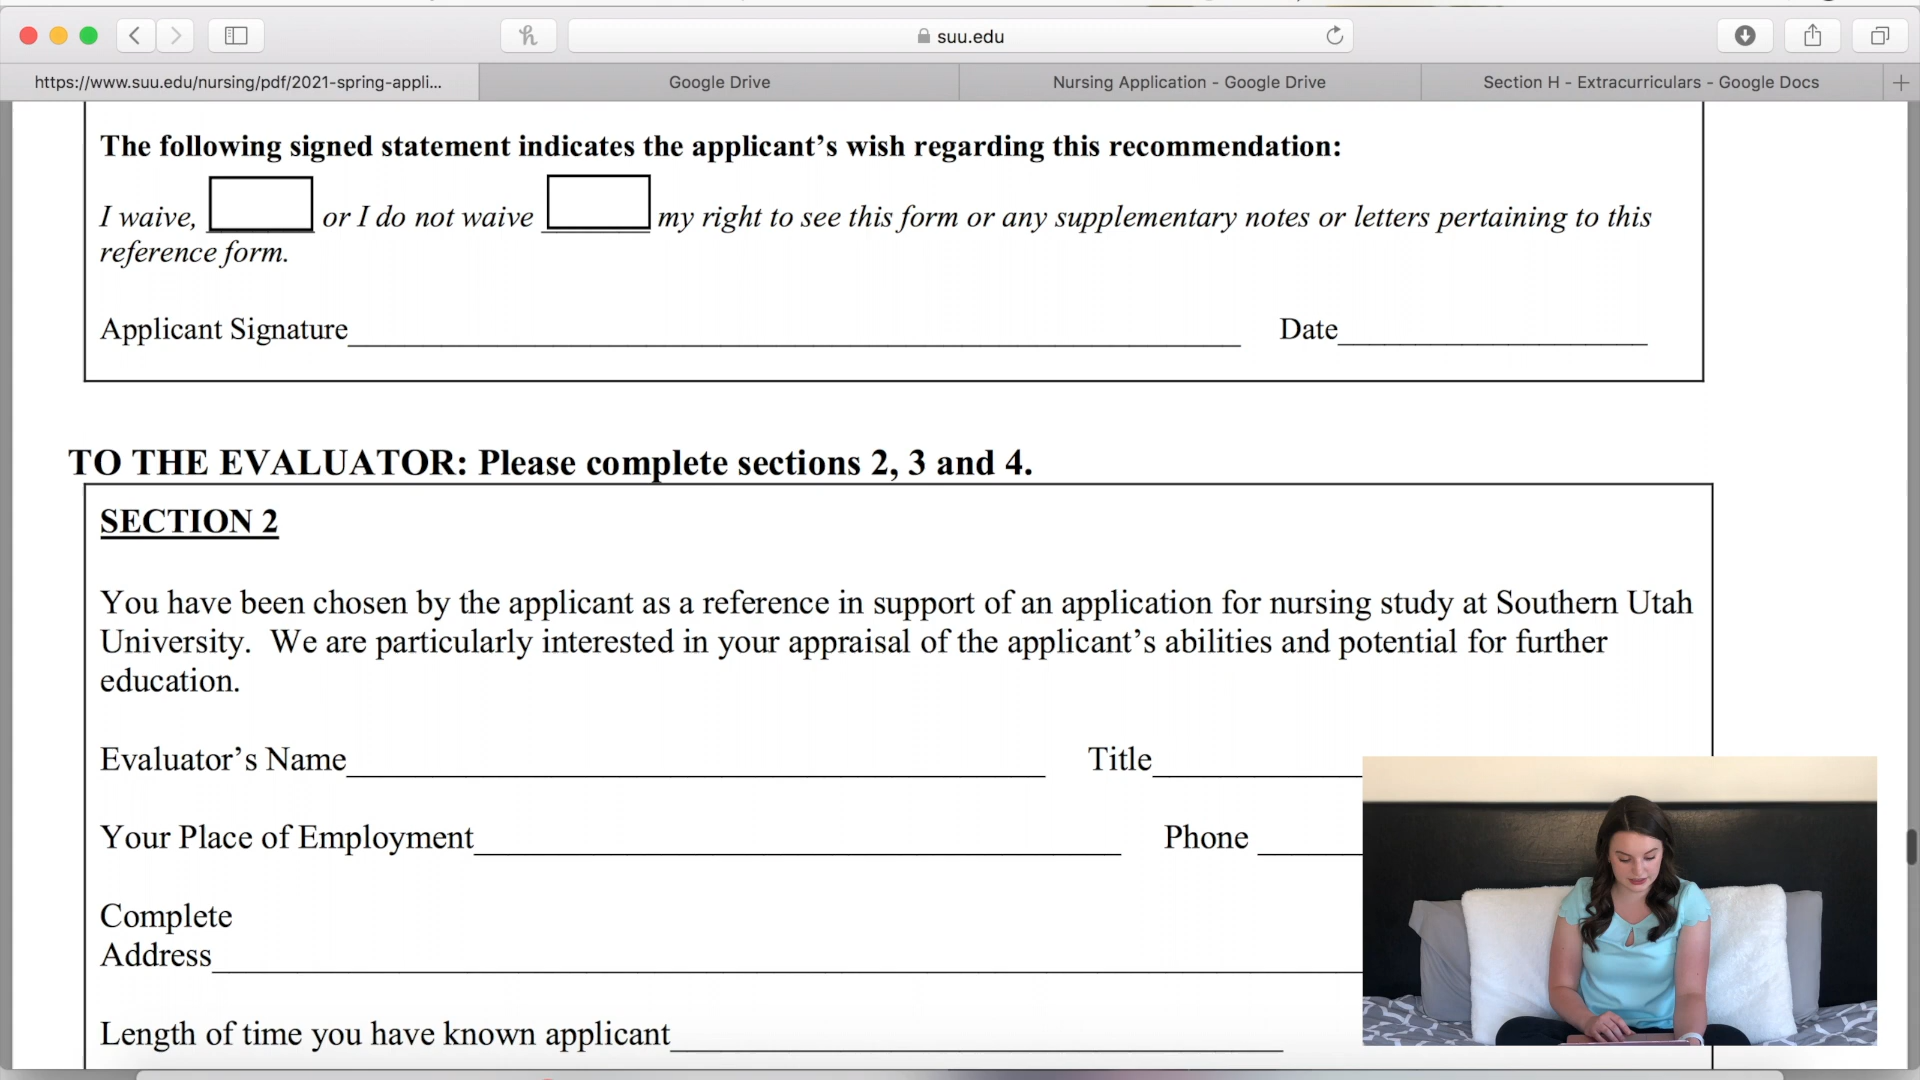 suu.edu
https://www.suu.edu/nursing/pdf/2021-spring-appli...
Google Drive
Nursing Application - Google Drive
Section H - Extracurriculars - Google Docs
The following signed statement indicates the applicant’s wish regarding this recommendation:
I waive, or I do not waive my right to see this form or any supplementary notes or letters pertaining to this
reference form.
Applicant Signature Date
TO THE EVALUATOR: Please complete sections 2, 3 and 4.
SECTION 2
You have been chosen by the applicant as a reference in support of an application for nursing study at Southern Utah
University. We are particularly interested in your appraisal of the applicant’s abilities and potential for further
education.
Evaluator’s Name Title
Your Place of Employment Phone
Complete
Address
Length of time you have known applicant